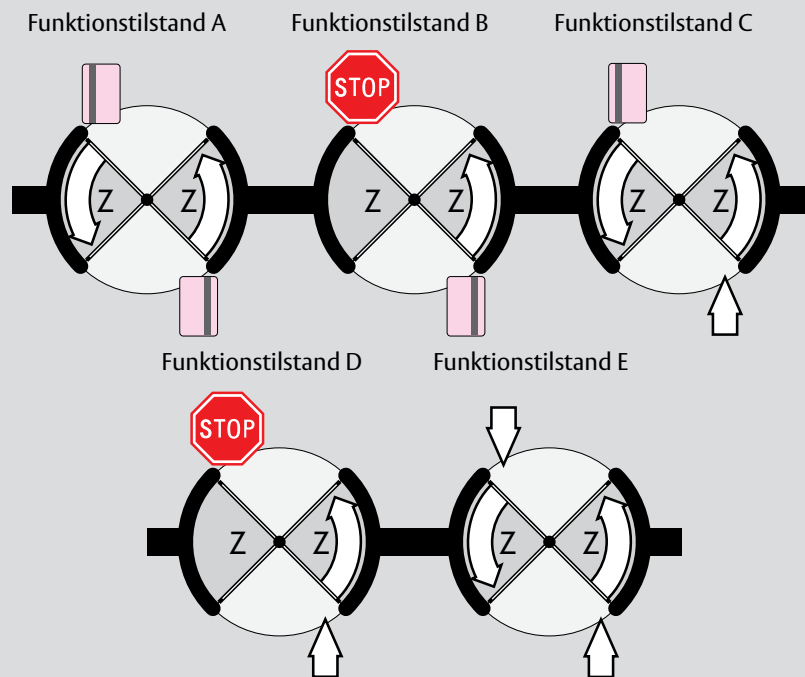 Funktionstilstand A
Funktionstilstand B
Funktionstilstand C
STOP
Z Z
Z Z
Z Z
Funktionstilstand D
Funktionstilstand E
STOP
Z Z
Z Z